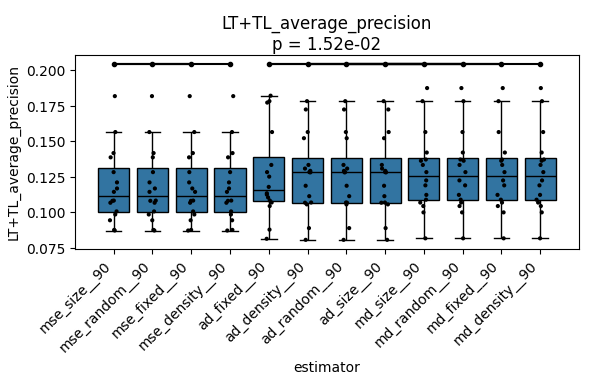 LT+TL_average_precision
p = 1.52e-02
LT+TL_average_precision
0.200
0.175
0.150
0.125
0.100
0.075
mse_size__90
mse_random__90
mse_fixed__90
mse_density__90
ad_fixed__90
ad_density__90
ad_random__90
ad_size__90
md_size__90
md_random__90
md_fixed__90
md_density__90
estimator